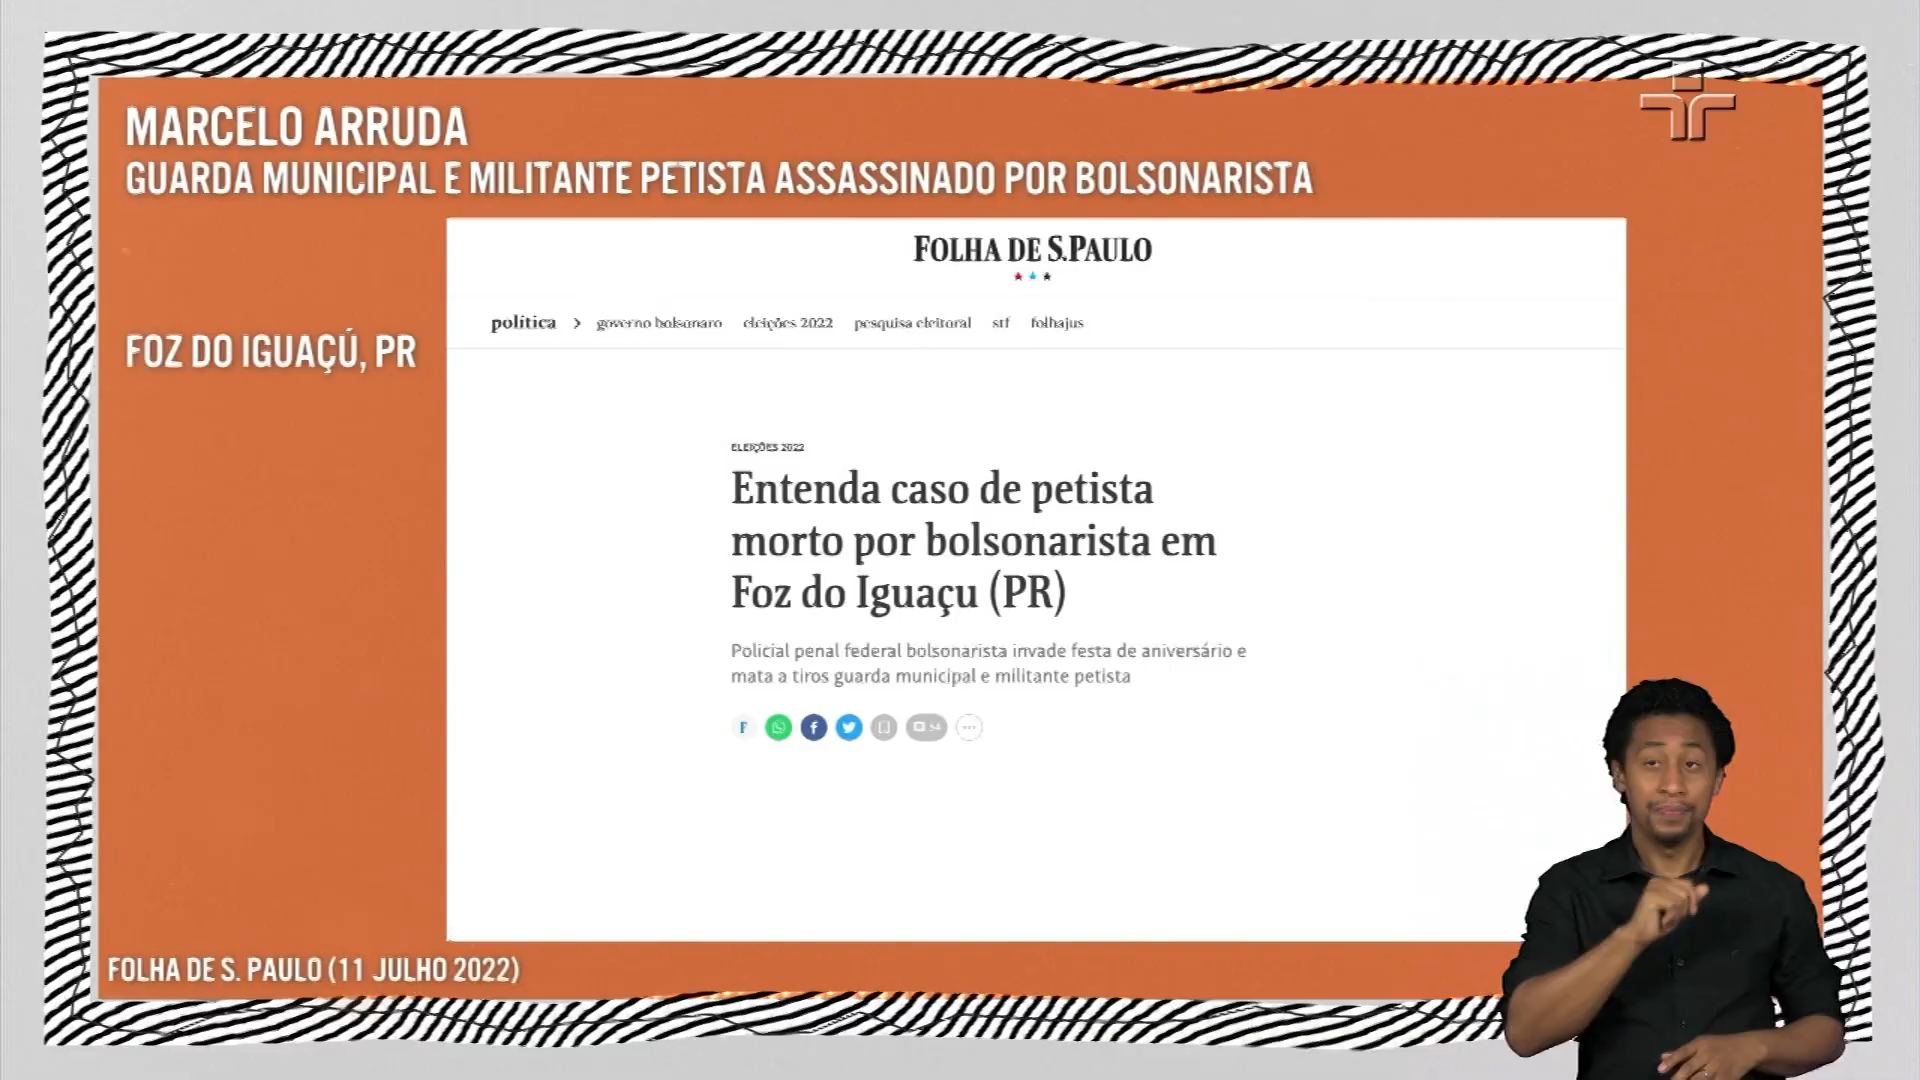 MARCELO ARRUDA
GUARDA MUNICIPAL E MILITANTE PETISTA ASSASSINADO POR BOLSONARISTA
FOLHA DE S.PAULO
política > governo bolsonaro eleições 2022 pesquisa eleitoral stf folhajus
FOZ DO IGUAÇÚ, PR
ELEIÇÕES 2022
Entenda caso de petista
morto por bolsonarista em
Foz do Iguaçu (PR)
Policial penal federal bolsonarista invade festa de aniversário e
mata a tiros guarda municipal e militante petista
F
54
FOLHA DE S. PAULO (11 JULHO 2022)